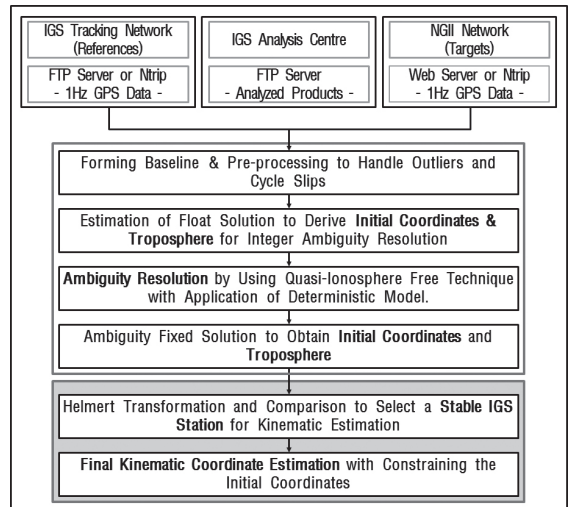 IGS Tracking Network
(References)
FTP Server or Ntrip
- 1Hz GPS Data -
IGS Analysis Centre
FTP Server
- Analyzed Products -
NGII Network
(Targets)
Web Server or Ntrip
- 1Hz GPS Data -
Forming Baseline & Pre-processing to Handle Outliers and
Cycle Slips
Estimation of Float Solution to Derive Initial Coordinates &
Troposphere for Integer Ambiguity Resolution
Ambiguity Resolution by Using Quasi-Ionosphere Free Technique
with Application of Deterministic Model.
Ambiguity Fixed Solution to Obtain Initial Coordinates and
Troposphere
Helmert Transformation and Comparison to Select a Stable IGS
Station for Kinematic Estimation
Final Kinematic Coordinate Estimation with Constraining the
Initial Coordinates